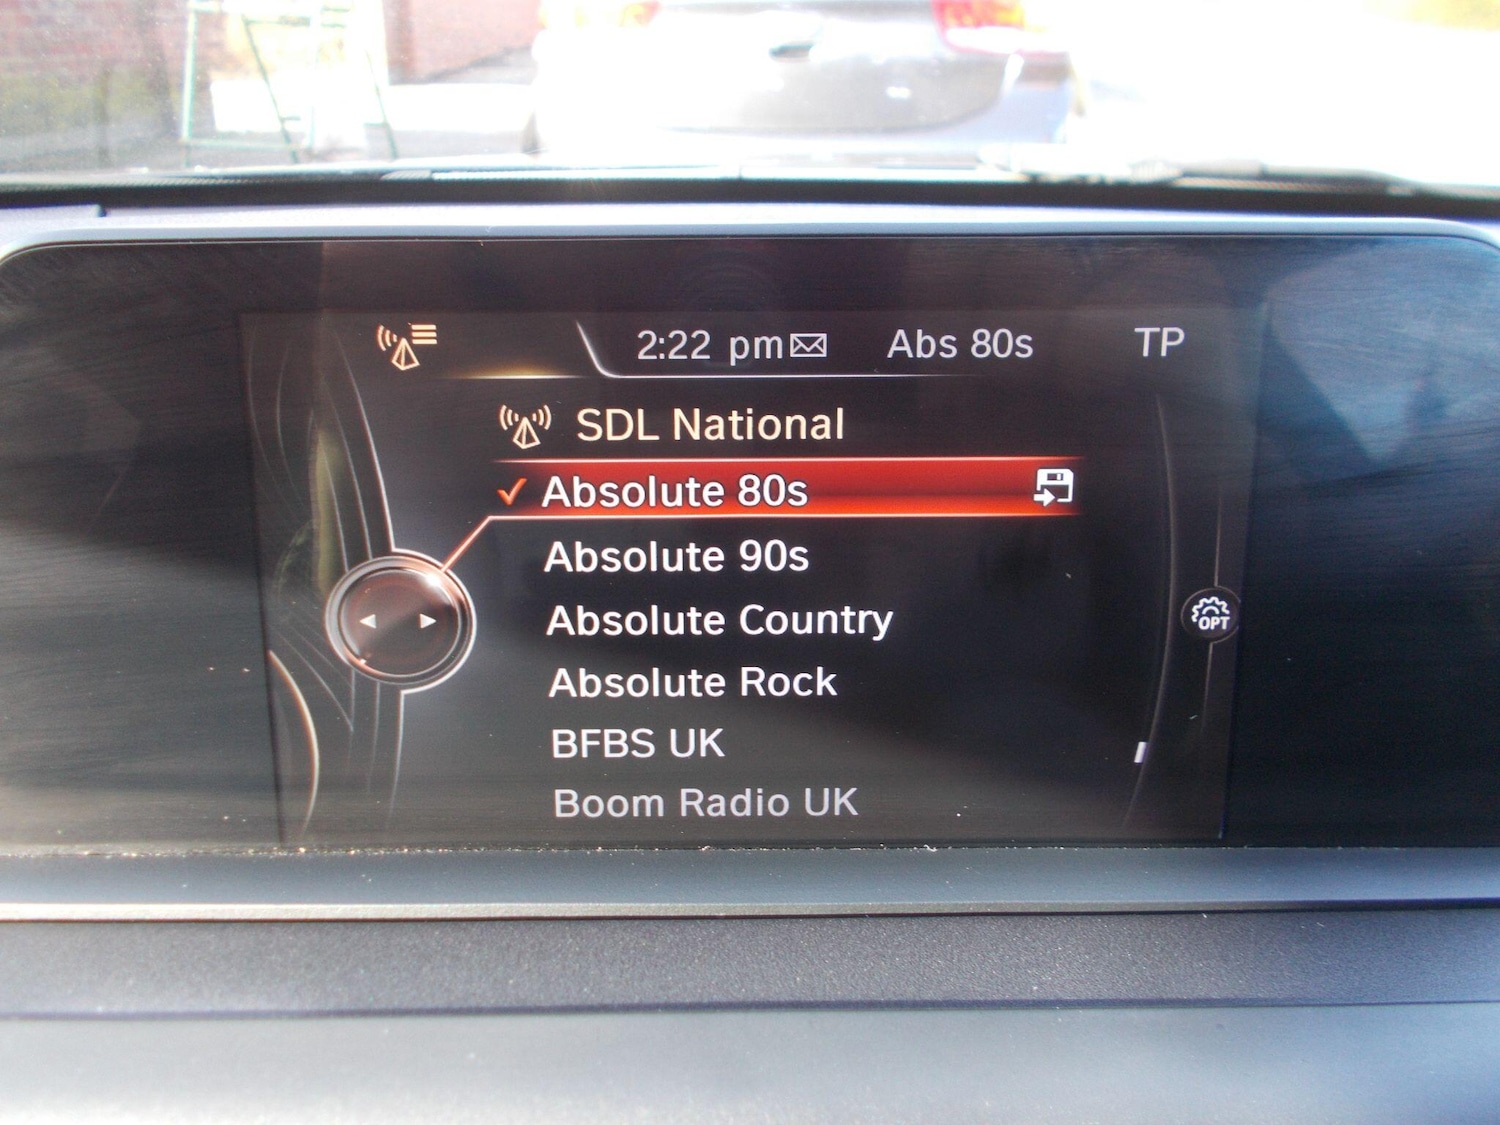 2:22 pm Abs 80s TP
SDL National
Absolute 80s
Absolute 90s
Absolute Country
Absolute Rock
OPT
BFBS UK
Boom Radio UK